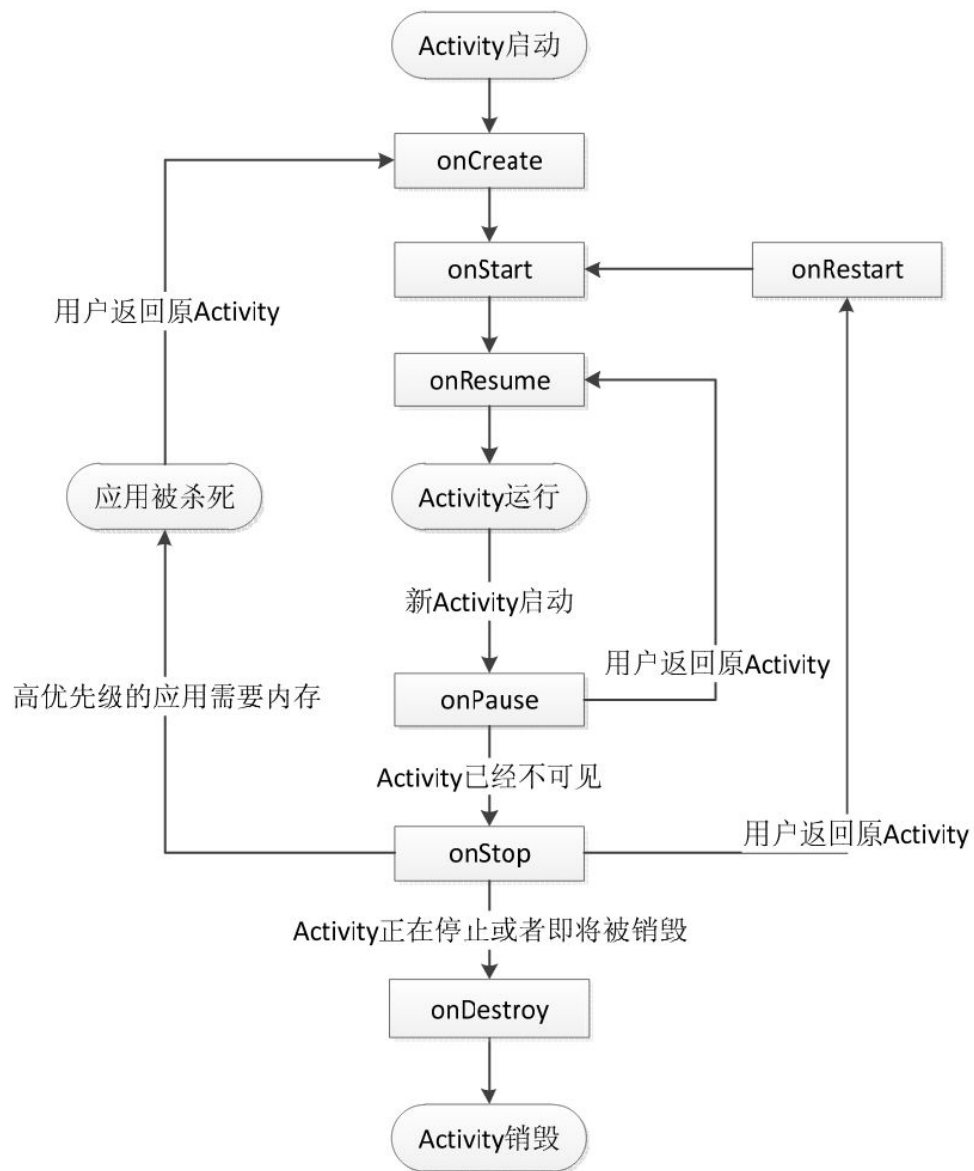 Activity启动
onCreate
onStart
onRestart
用户返回原Activity
onResume
应用被杀死
Activity运行
新Activity启动
用户返回原Activity
高优先级的应用需要内存
onPause
Activity已经不可见
用户返回原Activity
onStop
Activity正在停止或者即将被销毁
onDestroy
Activity销毁